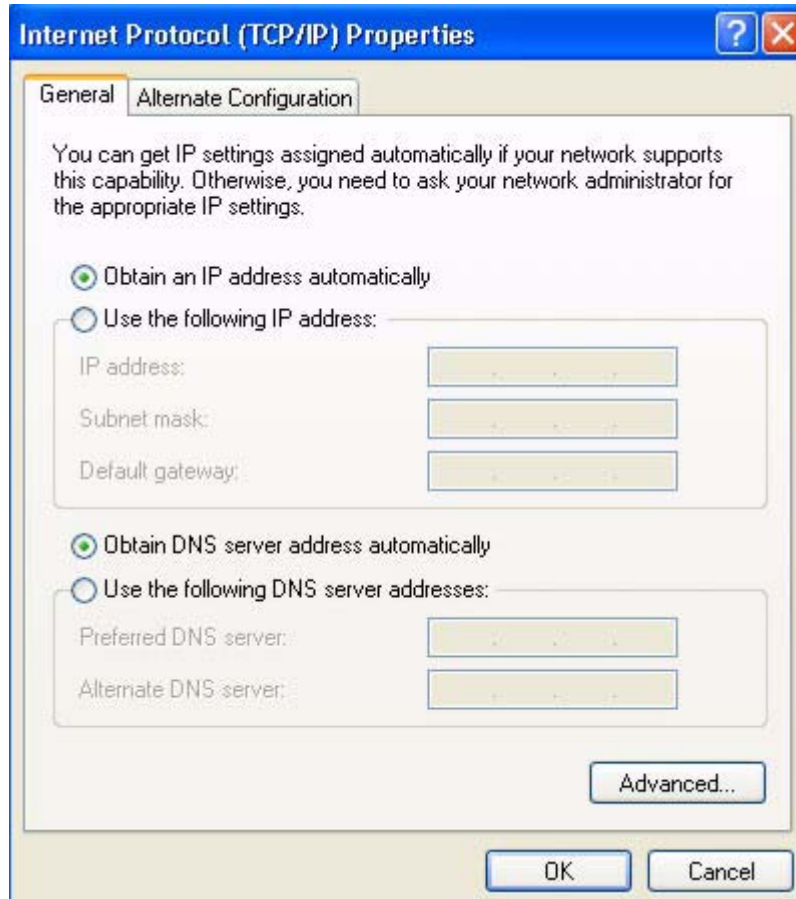 Internet Protocol (TCP/IP) Properties
?
General
Alternate Configuration
You can get IP settings assigned automatically if your network supports
this capability. Otherwise, you need to ask your network administrator for
the appropriate IP settings.
Obtain an IP address automatically
Use the following IP address:
IP address:
Subnet mask:
Default gateway:
Obtain DNS server address automatically
Use the following DNS server addresses:
Preferred DNS server:
Alternate DNS server:
Advanced...
OK
Cancel